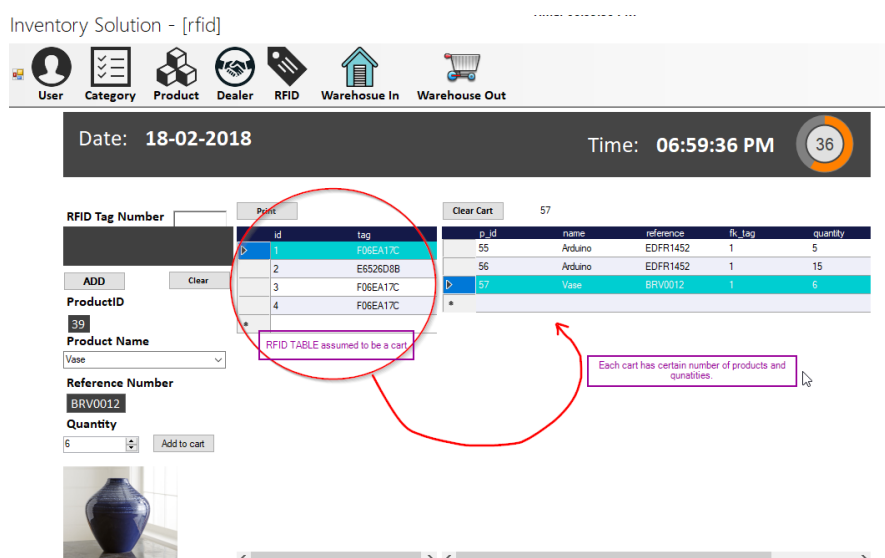 Inventory Solution - [rfid]
User Category Product Dealer RFID Warehosue In Warehouse Out
Date: 18-02-2018
Time: 06:59:36 PM
36
RFID Tag Number
Print
Clear Cart
57
id tag
1 F06EA17C
2 E6526D8B
3 F06EA17C
4 F06EA17C
RFID TABLE assumed to be a cart
p_id name reference fk_tag quantity
55 Arduino EDFR1452 1 5
56 Arduino EDFR1452 1 15
57 Vase BRV0012 1 6
Each cart has certain number of products and
qunatities.
ADD
Clear
ProductID
39
Product Name
Vase
Reference Number
BRV0012
Quantity
6
Add to cart